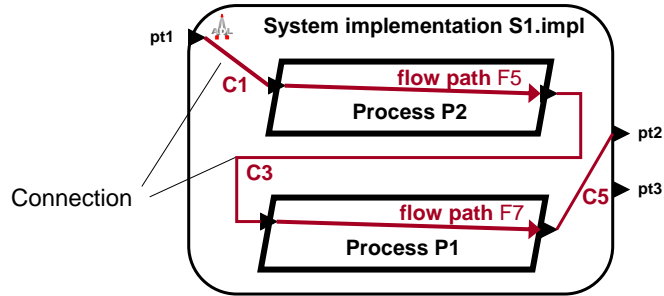 System implementation S1.impl
pt1
C1
flow path F5
Process P2
pt2
C3
Connection
flow path F7
C5
pt3
Process P1